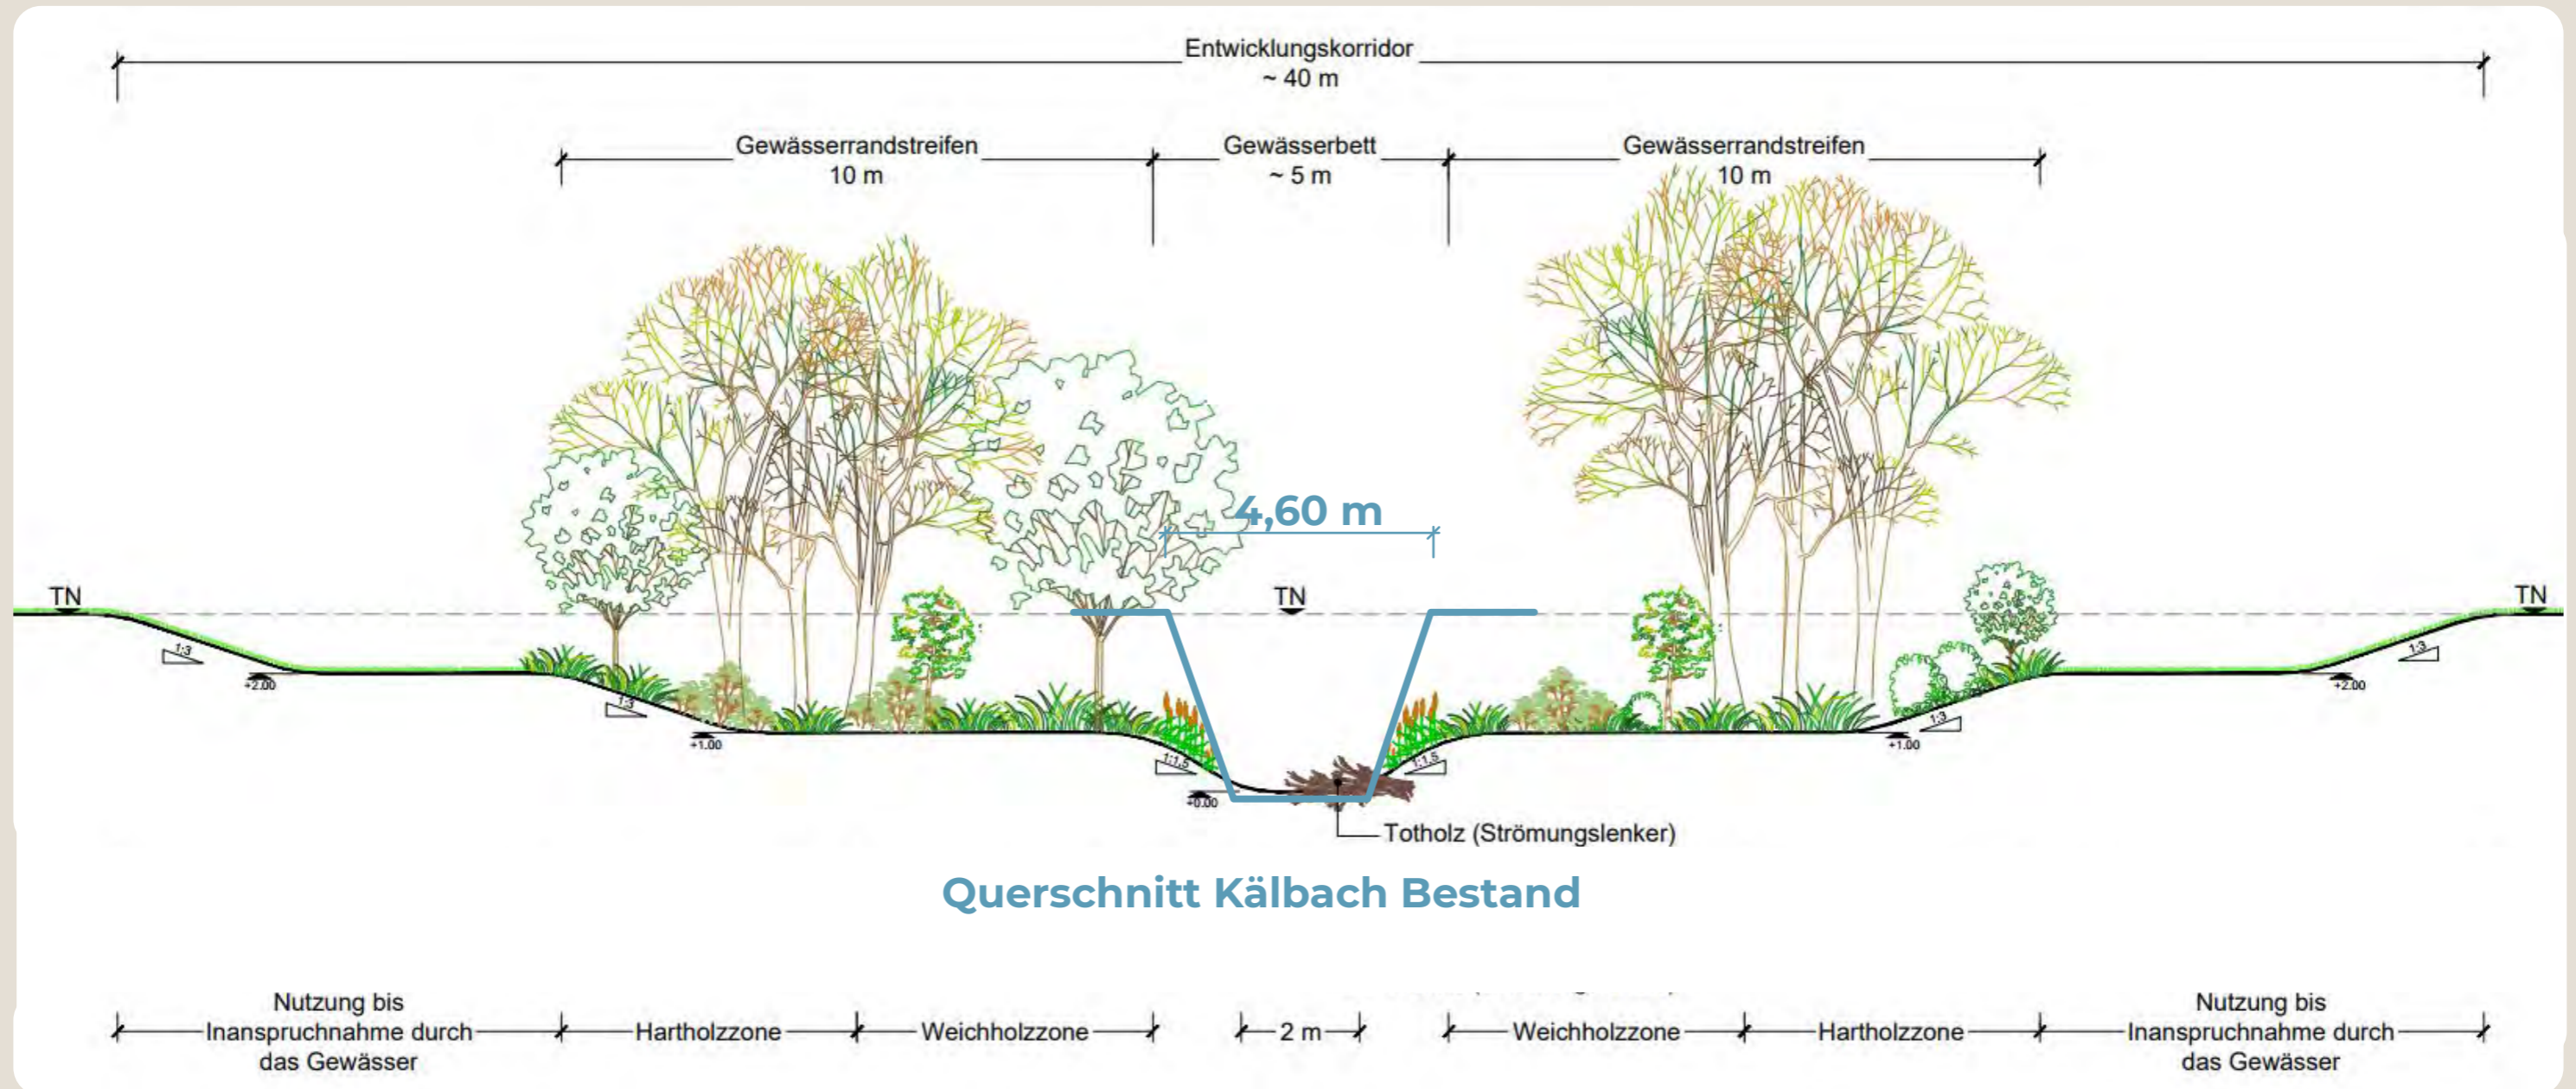 Entwicklungskorridor
~ 40 m
Gewässerrandstreifen
10 m
Gewässerbett
~ 5 m
Gewässerrandstreifen
10 m
4,60 m
TN
TN
TN
1:3
1:3
+2.00
+2.00
1:3
1:3
+1.00
+1.00
1:1,5
1:1,5
+0.00
Totholz (Strömungslenker)
Querschnitt Kälbach Bestand
Nutzung bis
Inanspruchnahme durch
das Gewässer
Hartholzzone
Weichholzzone
2 m
Weichholzzone
Hartholzzone
Nutzung bis
Inanspruchnahme durch
das Gewässer